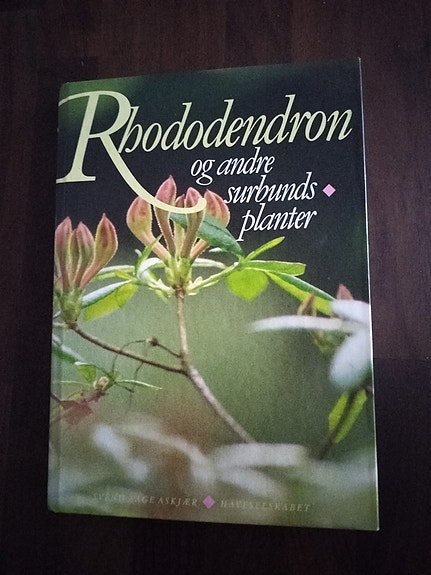 Rhododendron
og andre
surbunds
planter
SVEND AAGE ASKJÆR ◆ HAVESELSKABET